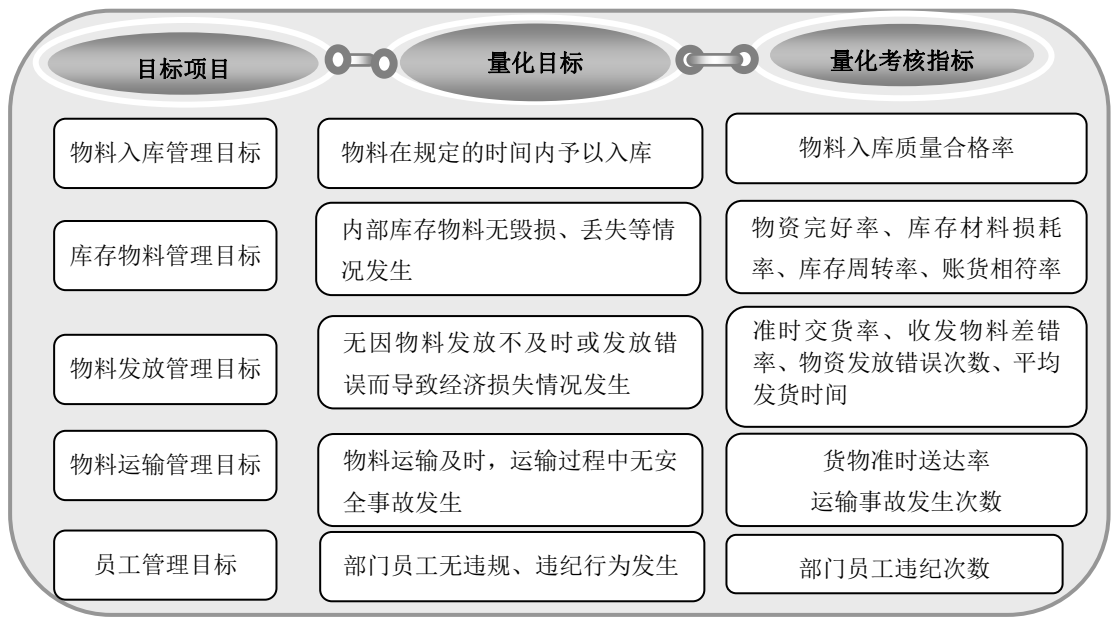 目标项目
量化目标
量化考核指标
物料入库管理目标
物料在规定的时间内予以入库
物料入库质量合格率
库存物料管理目标
内部库存物料无毁损、丢失等情
况发生
物资完好率、库存材料损耗
率、库存周转率、账货相符率
物料发放管理目标
无因物料发放不及时或发放错
误而导致经济损失情况发生
准时交货率、收发物料差错
率、物资发放错误次数、平均
发货时间
物料运输管理目标
物料运输及时，运输过程中无安
全事故发生
货物准时送达率
运输事故发生次数
员工管理目标
部门员工无违规、违纪行为发生
部门员工违纪次数